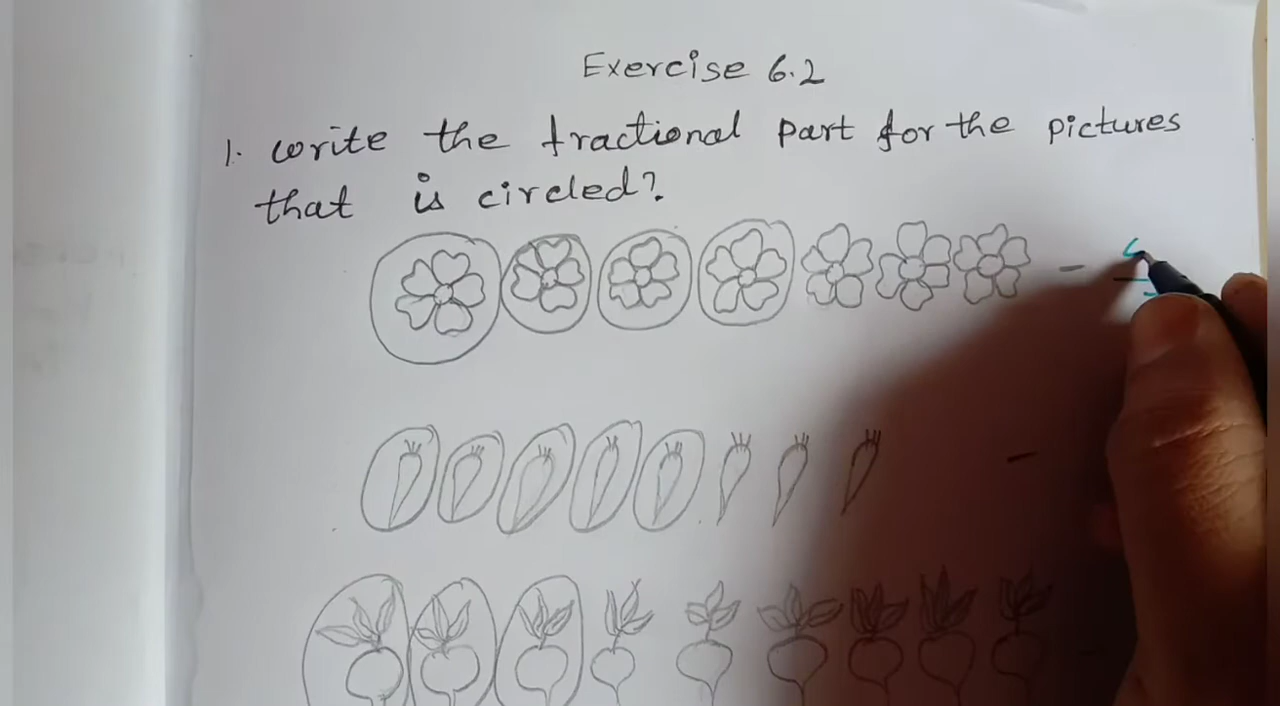 Exercise 6.2
1. write the fractional part for the pictures
that is circled?